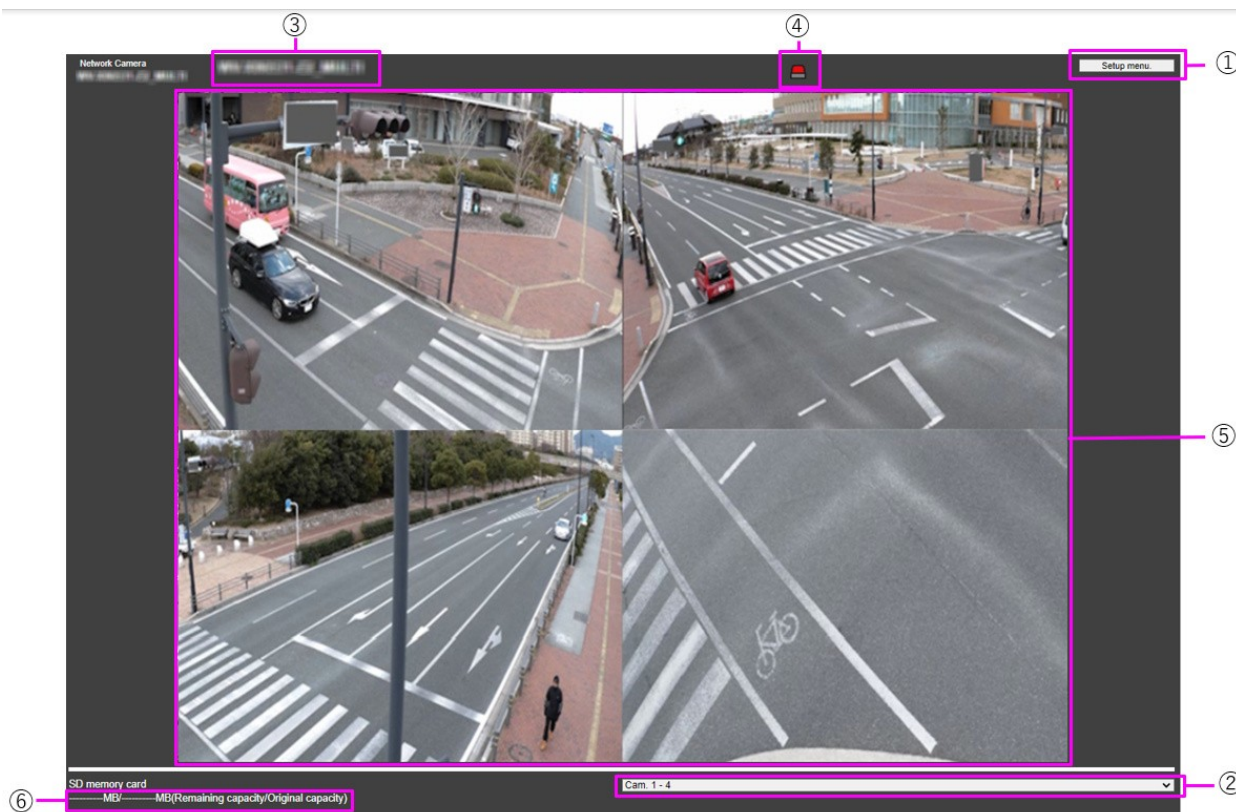 ③
④
①
Network Camera
Setup menu.
⑤
SD memory card
Cam. 1 - 4
②
⑥
----------MB/----------MB(Remaining capacity/Original capacity)